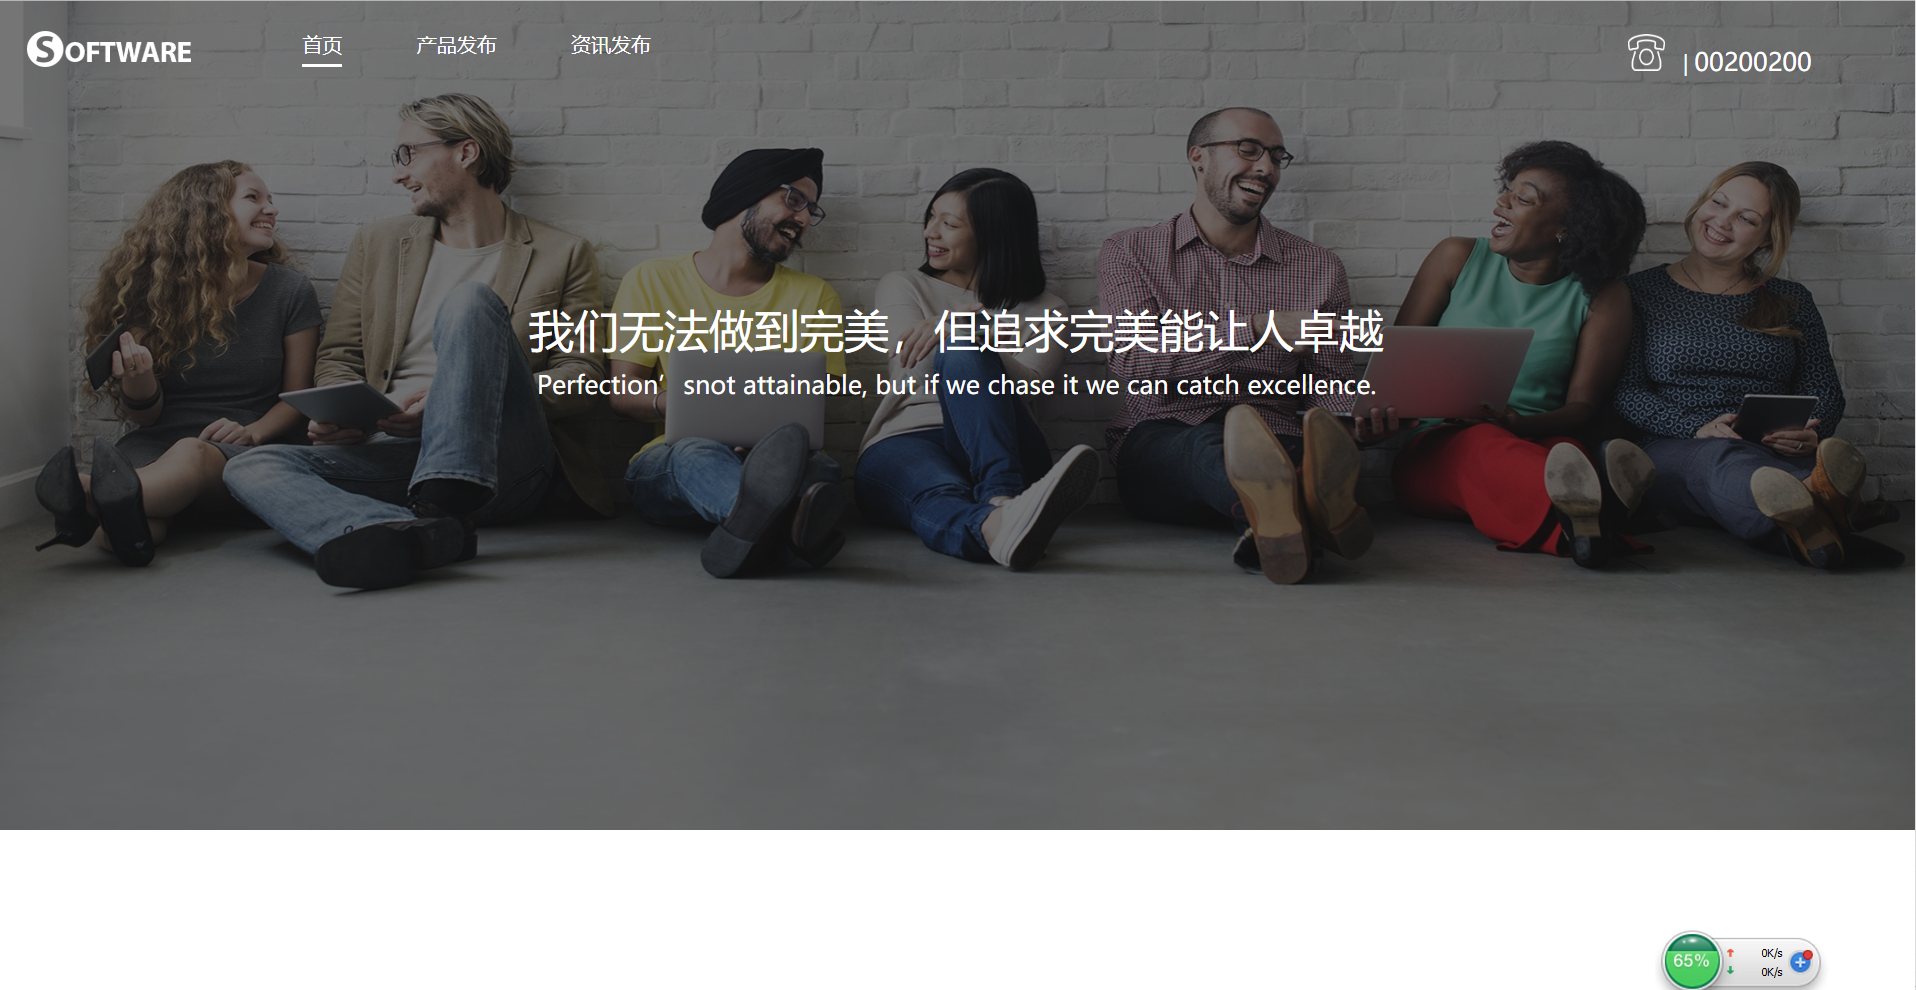 SOFTWARE
首页
产品发布
资讯发布
| 00200200
我们无法做到完美，但追求完美能让人卓越
Perfection’ snot attainable, but if we chase it we can catch excellence.
65%
0K/s
0K/s